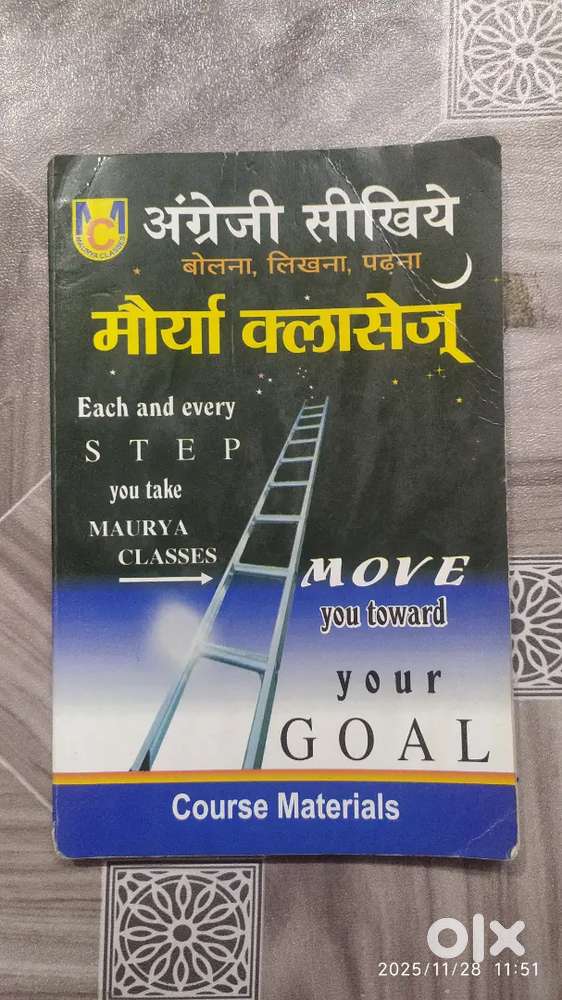 MC
MAURYA CLASSES
अंग्रेजी सीखिये
बोलना, लिखना, पढ़ना
मौर्या क्लासेज्
Each and every
STEP
you take
MAURYA
CLASSES
MOVE
you toward
your
GOAL
Course Materials
olx
2025/11/28 11:51